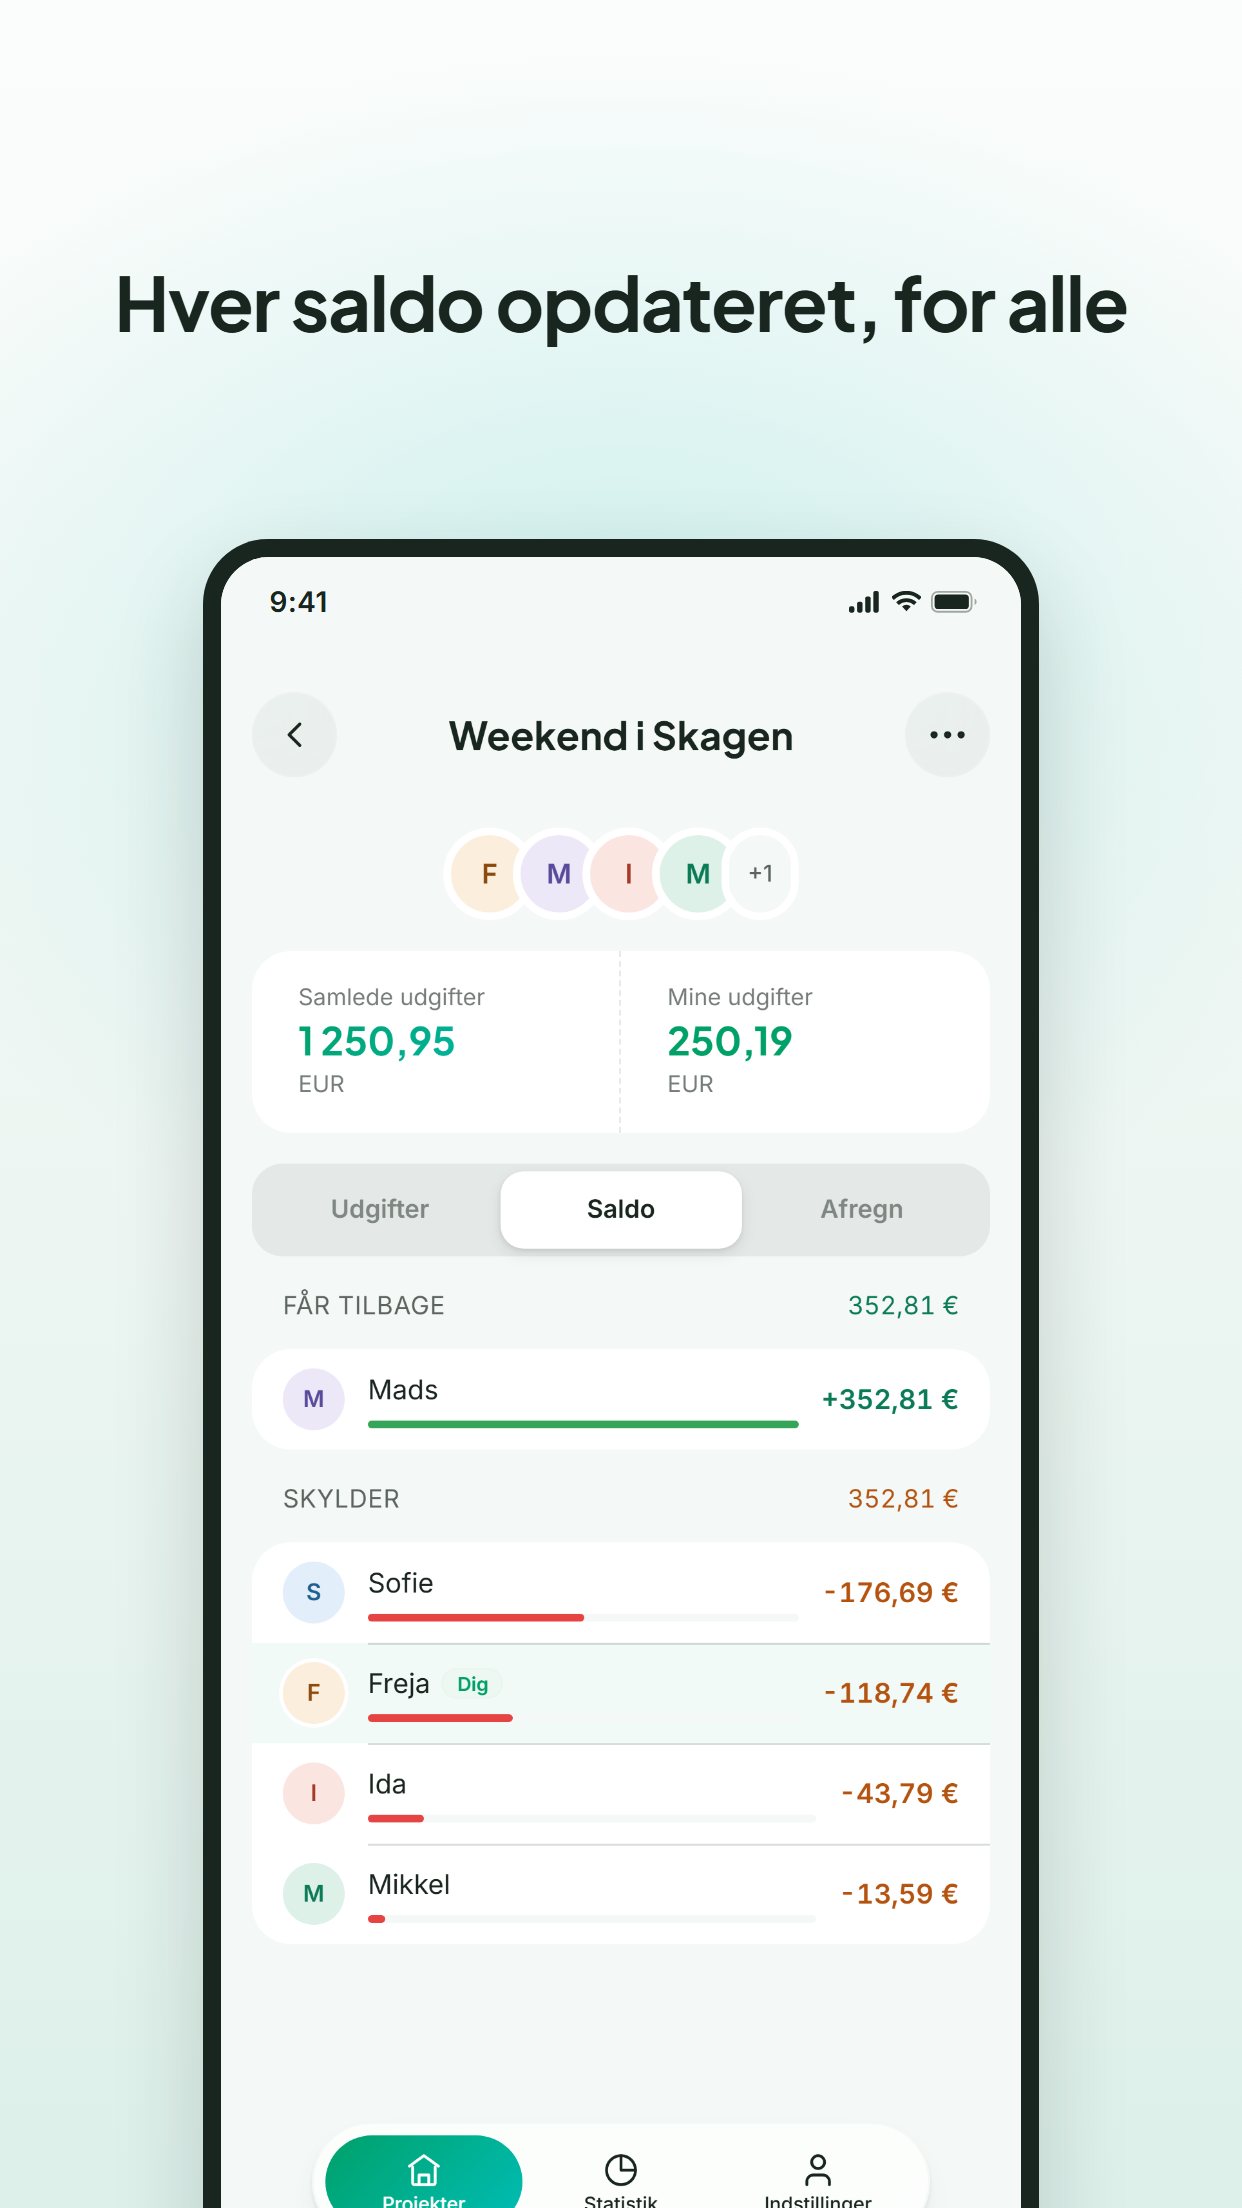 Hver saldo opdateret, for alle
9:41
Weekend i Skagen
F M I M +1
Samlede udgifter
1 250,95
EUR
Mine udgifter
250,19
EUR
Udgifter Saldo Afregn
FÅR TILBAGE 352,81 €
M Mads +352,81 €
SKYLDER 352,81 €
S Sofie -176,69 €
F Freja Dig -118,74 €
I Ida -43,79 €
M Mikkel -13,59 €
Projekter Statistik Indstillinger